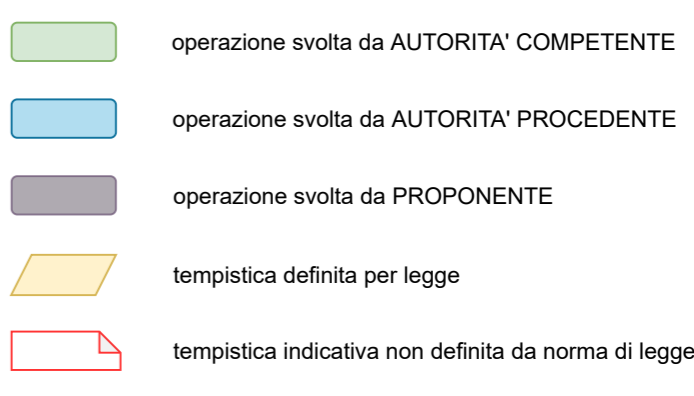 operazione svolta da AUTORITA' COMPETENTE
operazione svolta da AUTORITA' PROCEDENTE
operazione svolta da PROPONENTE
tempistica definita per legge
tempistica indicativa non definita da norma di legge